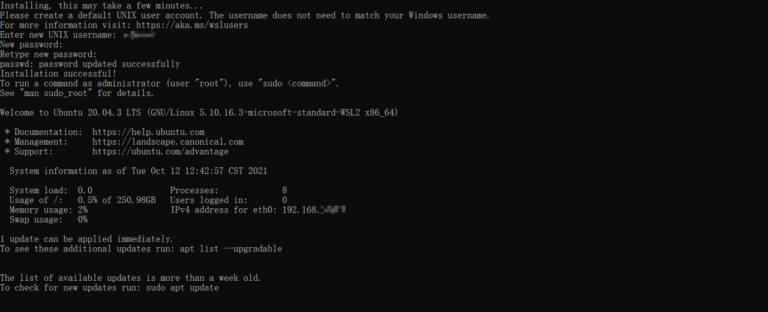 Installing, this may take a few minutes...
Please create a default UNIX user account. The username does not need to match your Windows username.
For more information visit: https://aka.ms/wslusers
Enter new UNIX username:
New password:
Retype new password:
passwd: password updated successfully
Installation successful!
To run a command as administrator (user "root"), use "sudo <command>".
See "man sudo_root" for details.
Welcome to Ubuntu 20.04.3 LTS (GNU/Linux 5.10.16.3-microsoft-standard-WSL2 x86_64)
* Documentation: https://help.ubuntu.com
* Management: https://landscape.canonical.com
* Support: https://ubuntu.com/advantage
System information as of Tue Oct 12 12:42:57 CST 2021
System load: 0.0 Processes: 8
Usage of /: 0.5% of 250.98GB Users logged in: 0
Memory usage: 2% IPv4 address for eth0: 192.168.
Swap usage: 0%
1 update can be applied immediately.
To see these additional updates run: apt list --upgradable
The list of available updates is more than a week old.
To check for new updates run: sudo apt update